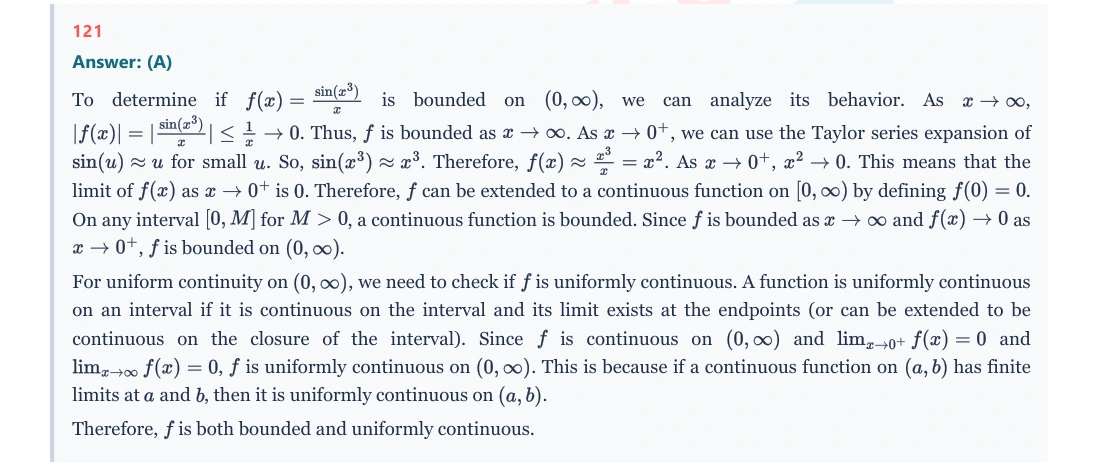 121
Answer: (A)
To determine if f(x) = sin(x³)/x is bounded on (0, ∞), we can analyze its behavior. As x → ∞,
|f(x)| = |sin(x³)/x| ≤ 1/x → 0. Thus, f is bounded as x → ∞. As x → 0⁺, we can use the Taylor series expansion of
sin(u) ≈ u for small u. So, sin(x³) ≈ x³. Therefore, f(x) ≈ x³/x = x². As x → 0⁺, x² → 0. This means that the
limit of f(x) as x → 0⁺ is 0. Therefore, f can be extended to a continuous function on [0, ∞) by defining f(0) = 0.
On any interval [0, M] for M > 0, a continuous function is bounded. Since f is bounded as x → ∞ and f(x) → 0 as
x → 0⁺, f is bounded on (0, ∞).
For uniform continuity on (0, ∞), we need to check if f is uniformly continuous. A function is uniformly continuous
on an interval if it is continuous on the interval and its limit exists at the endpoints (or can be extended to be
continuous on the closure of the interval). Since f is continuous on (0, ∞) and limₓ→₀⁺ f(x) = 0 and
limₓ→∞ f(x) = 0, f is uniformly continuous on (0, ∞). This is because if a continuous function on (a, b) has finite
limits at a and b, then it is uniformly continuous on (a, b).
Therefore, f is both bounded and uniformly continuous.